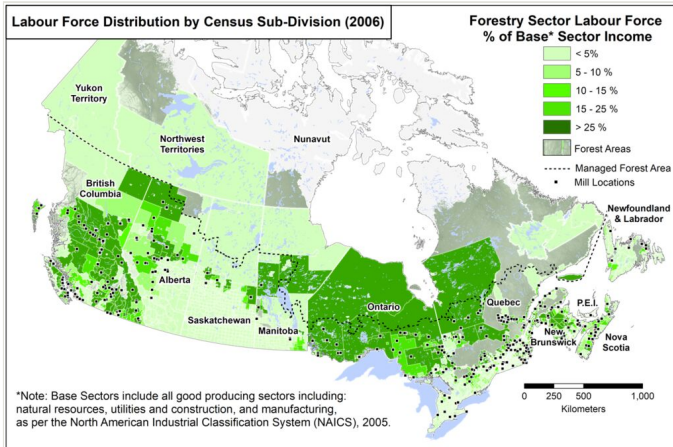 Labour Force Distribution by Census Sub-Division (2006)
Forestry Sector Labour Force
% of Base* Sector Income
< 5%
5 - 10 %
10 - 15 %
15 - 25 %
> 25 %
Forest Areas
Managed Forest Area
Mill Locations
Yukon
Territory
Northwest
Territories
Nunavut
British
Columbia
Newfoundland
& Labrador
Alberta
Ontario
Quebec
P.E.I.
Saskatchewan
Manitoba
New
Brunswick
Nova
Scotia
*Note: Base Sectors include all good producing sectors including:
natural resources, utilities and construction, and manufacturing,
as per the North American Industrial Classification System (NAICS), 2005.
0 250 500 1,000
Kilometers